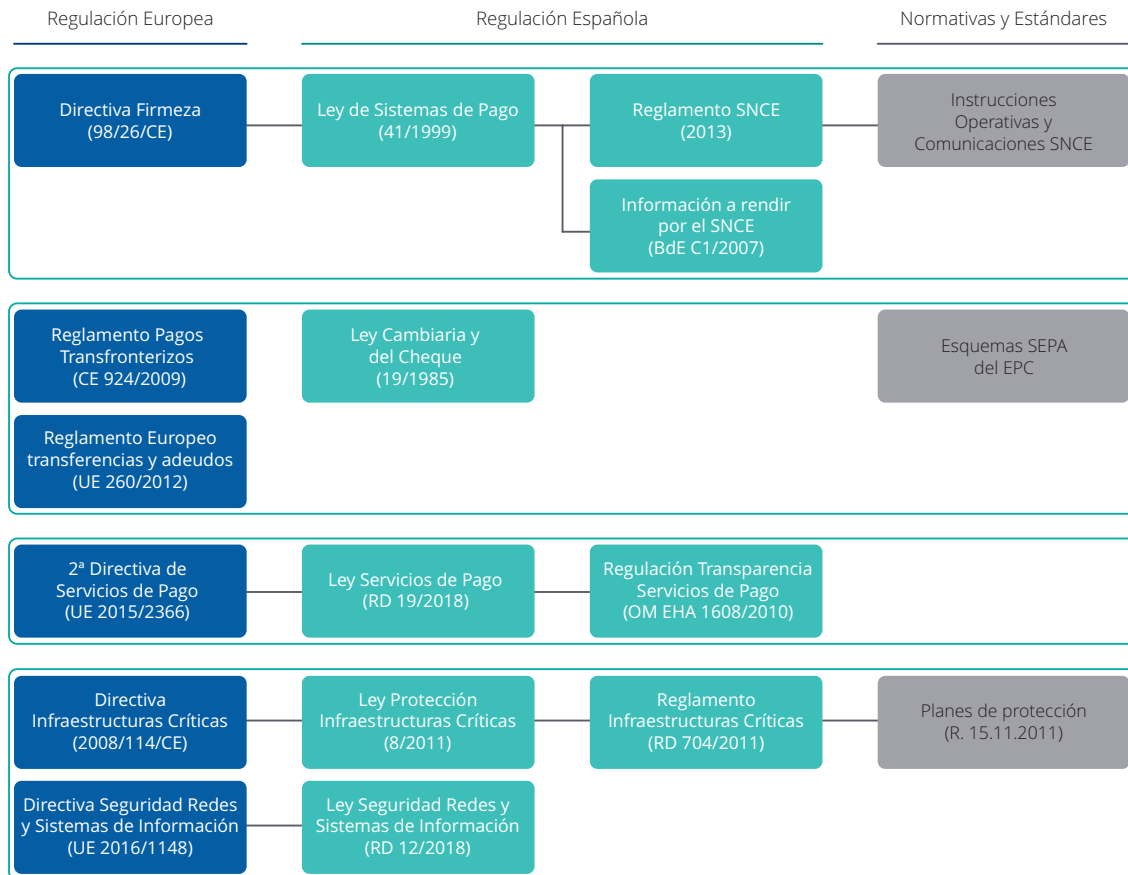 Regulación Europea
Regulación Española
Normativas y Estándares
Directiva Firmeza
(98/26/CE)
Ley de Sistemas de Pago
(41/1999)
Reglamento SNCE
(2013)
Instrucciones
Operativas y
Comunicaciones SNCE
Información a rendir
por el SNCE
(BdE C1/2007)
Reglamento Pagos
Transfronterizos
(CE 924/2009)
Ley Cambiaria y
del Cheque
(19/1985)
Esquemas SEPA
del EPC
Reglamento Europeo
transferencias y adeudos
(UE 260/2012)
2ª Directiva de
Servicios de Pago
(UE 2015/2366)
Ley Servicios de Pago
(RD 19/2018)
Regulación Transparencia
Servicios de Pago
(OM EHA 1608/2010)
Directiva
Infraestructuras Críticas
(2008/114/CE)
Ley Protección
Infraestructuras Críticas
(8/2011)
Reglamento
Infraestructuras Críticas
(RD 704/2011)
Planes de protección
(R. 15.11.2011)
Directiva Seguridad Redes
y Sistemas de Información
(UE 2016/1148)
Ley Seguridad Redes y
Sistemas de Información
(RD 12/2018)